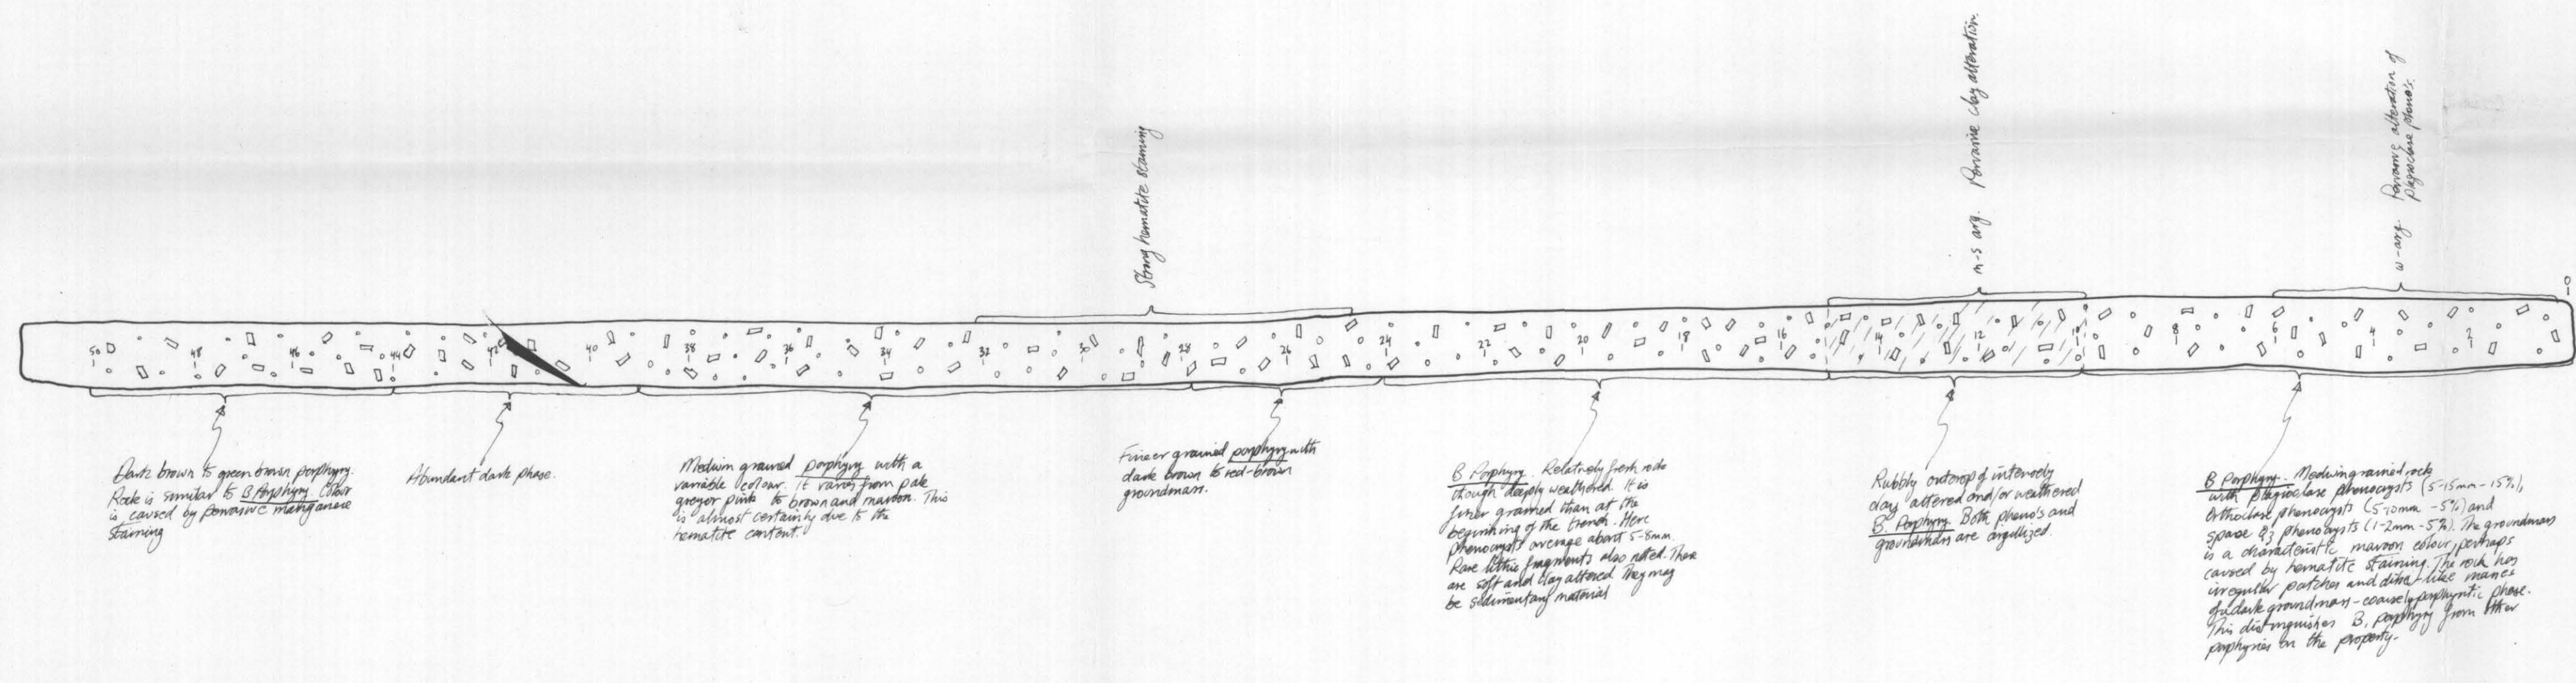 Strong hematite staining
m-s arg. Pervasive clay alteration.
w-arg. Pervasive alteration of
plagioclase pheno's.
0
50 48 46 44 42 40 38 36 34 32 30 28 26 24 22 20 18 16 14 12 10 8 6 4 2
Dark brown to green brown porphyry.
Rock is similar to B Porphyry Colour
is caused by pervasive manganese
staining
Abundant dark phase.
Medium grained porphyry with a
variable colour. It varies from pale
grey or pink to brown and maroon. This
is almost certainly due to the
hematite content.
Finer grained porphyry with
dark brown to red-brown
groundmass.
B Porphyry. Relatively fresh rock
though deeply weathered. It is
finer grained than at the
beginning of the trench. Here
phenocrysts average about 5-8mm.
Rare lithic fragments also noted. These
are soft and clay altered. They may
be sedimentary material
Rubbly outcrop of intensely
clay altered and/or weathered
B. Porphyry. Both pheno's and
groundmass are argillized.
B Porphyry. Medium grained rock
with plagioclase phenocrysts (5-15mm - 15%),
Orthoclase phenocrysts (5-10mm - 5%) and
sparse Qz phenocrysts (1-2mm - 5%). The groundmass
is a characteristic maroon colour, perhaps
caused by hematite staining. The rock has
irregular patches and dike-like masses
of a dark groundmass - coarsely porphyritic phase.
This distinguishes B, porphyry from other
porphyries on the property.